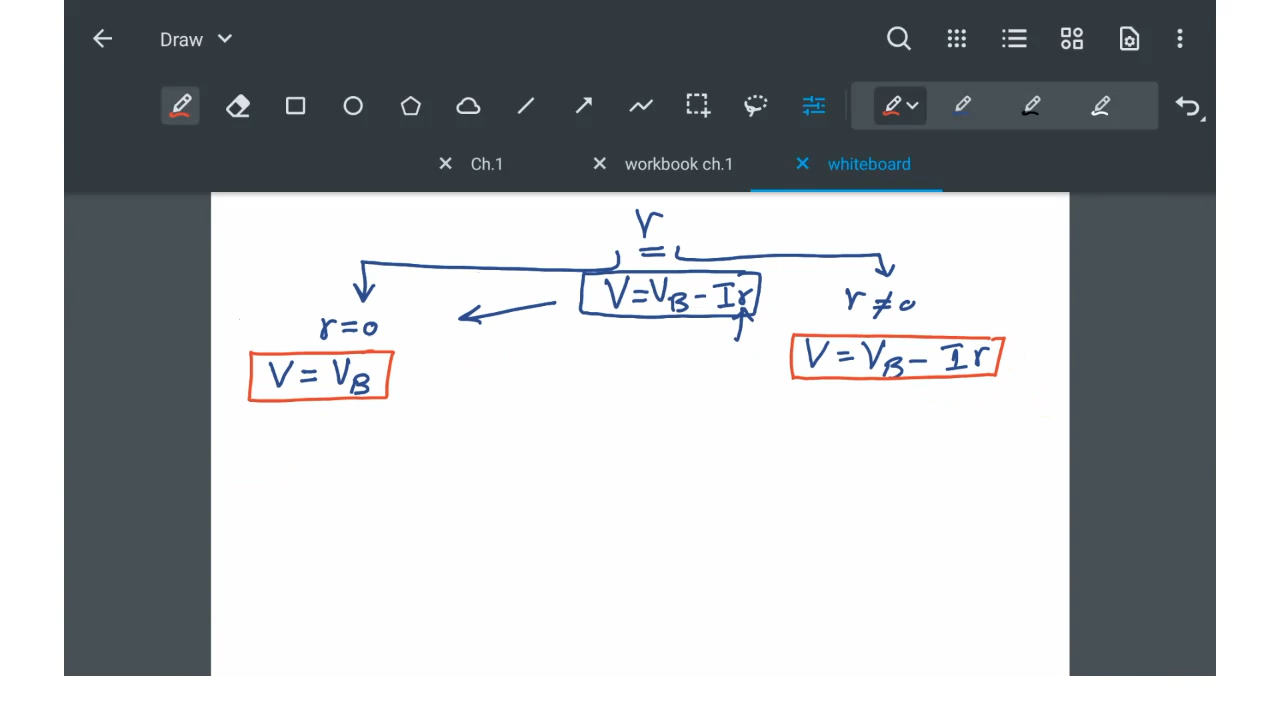 Draw
Ch.1 workbook ch.1 whiteboard
r
V=VB-Ir
r=0
r≠0
V=VB
V=VB-Ir